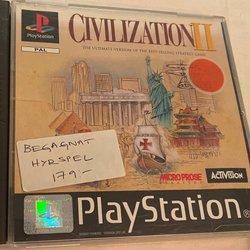 PlayStation
PAL
CIVILIZATION II
THE ULTIMATE VERSION OF THE BEST-SELLING STRATEGY GAME
BEGAGNAT
HYRSPEL
179:-
MICROPROSE
ACTIVISION
PlayStation